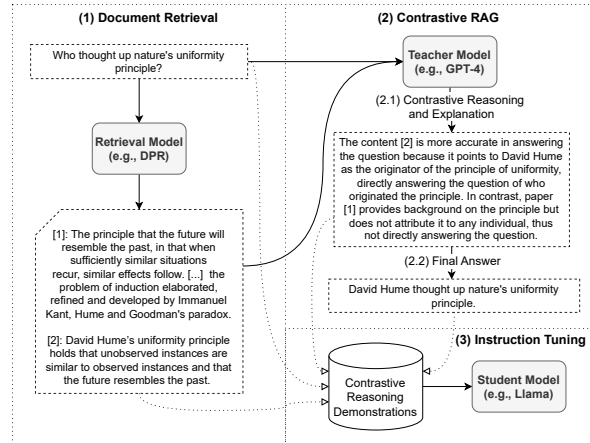 (1) Document Retrieval
Who thought up nature's uniformity
principle?
Retrieval Model
(e.g., DPR)
[1]: The principle that the future will
resemble the past, in that when
sufficiently similar situations
recur, similar effects follow. [...] the
problem of induction elaborated,
refined and developed by Immanuel
Kant, Hume and Goodman's paradox.
[2]: David Hume's uniformity principle
holds that unobserved instances are
similar to observed instances and that
the future resembles the past.
(2) Contrastive RAG
Teacher Model
(e.g., GPT-4)
(2.1) Contrastive Reasoning
and Explanation
The content [2] is more accurate in answering
the question because it points to David Hume
as the originator of the principle of uniformity,
directly answering the question of who
originated the principle. In contrast, paper
[1] provides background on the principle but
does not attribute it to any individual, thus
not directly answering the question.
(2.2) Final Answer
David Hume thought up nature's uniformity
principle.
(3) Instruction Tuning
Contrastive
Reasoning
Demonstrations
Student Model
(e.g., Llama)